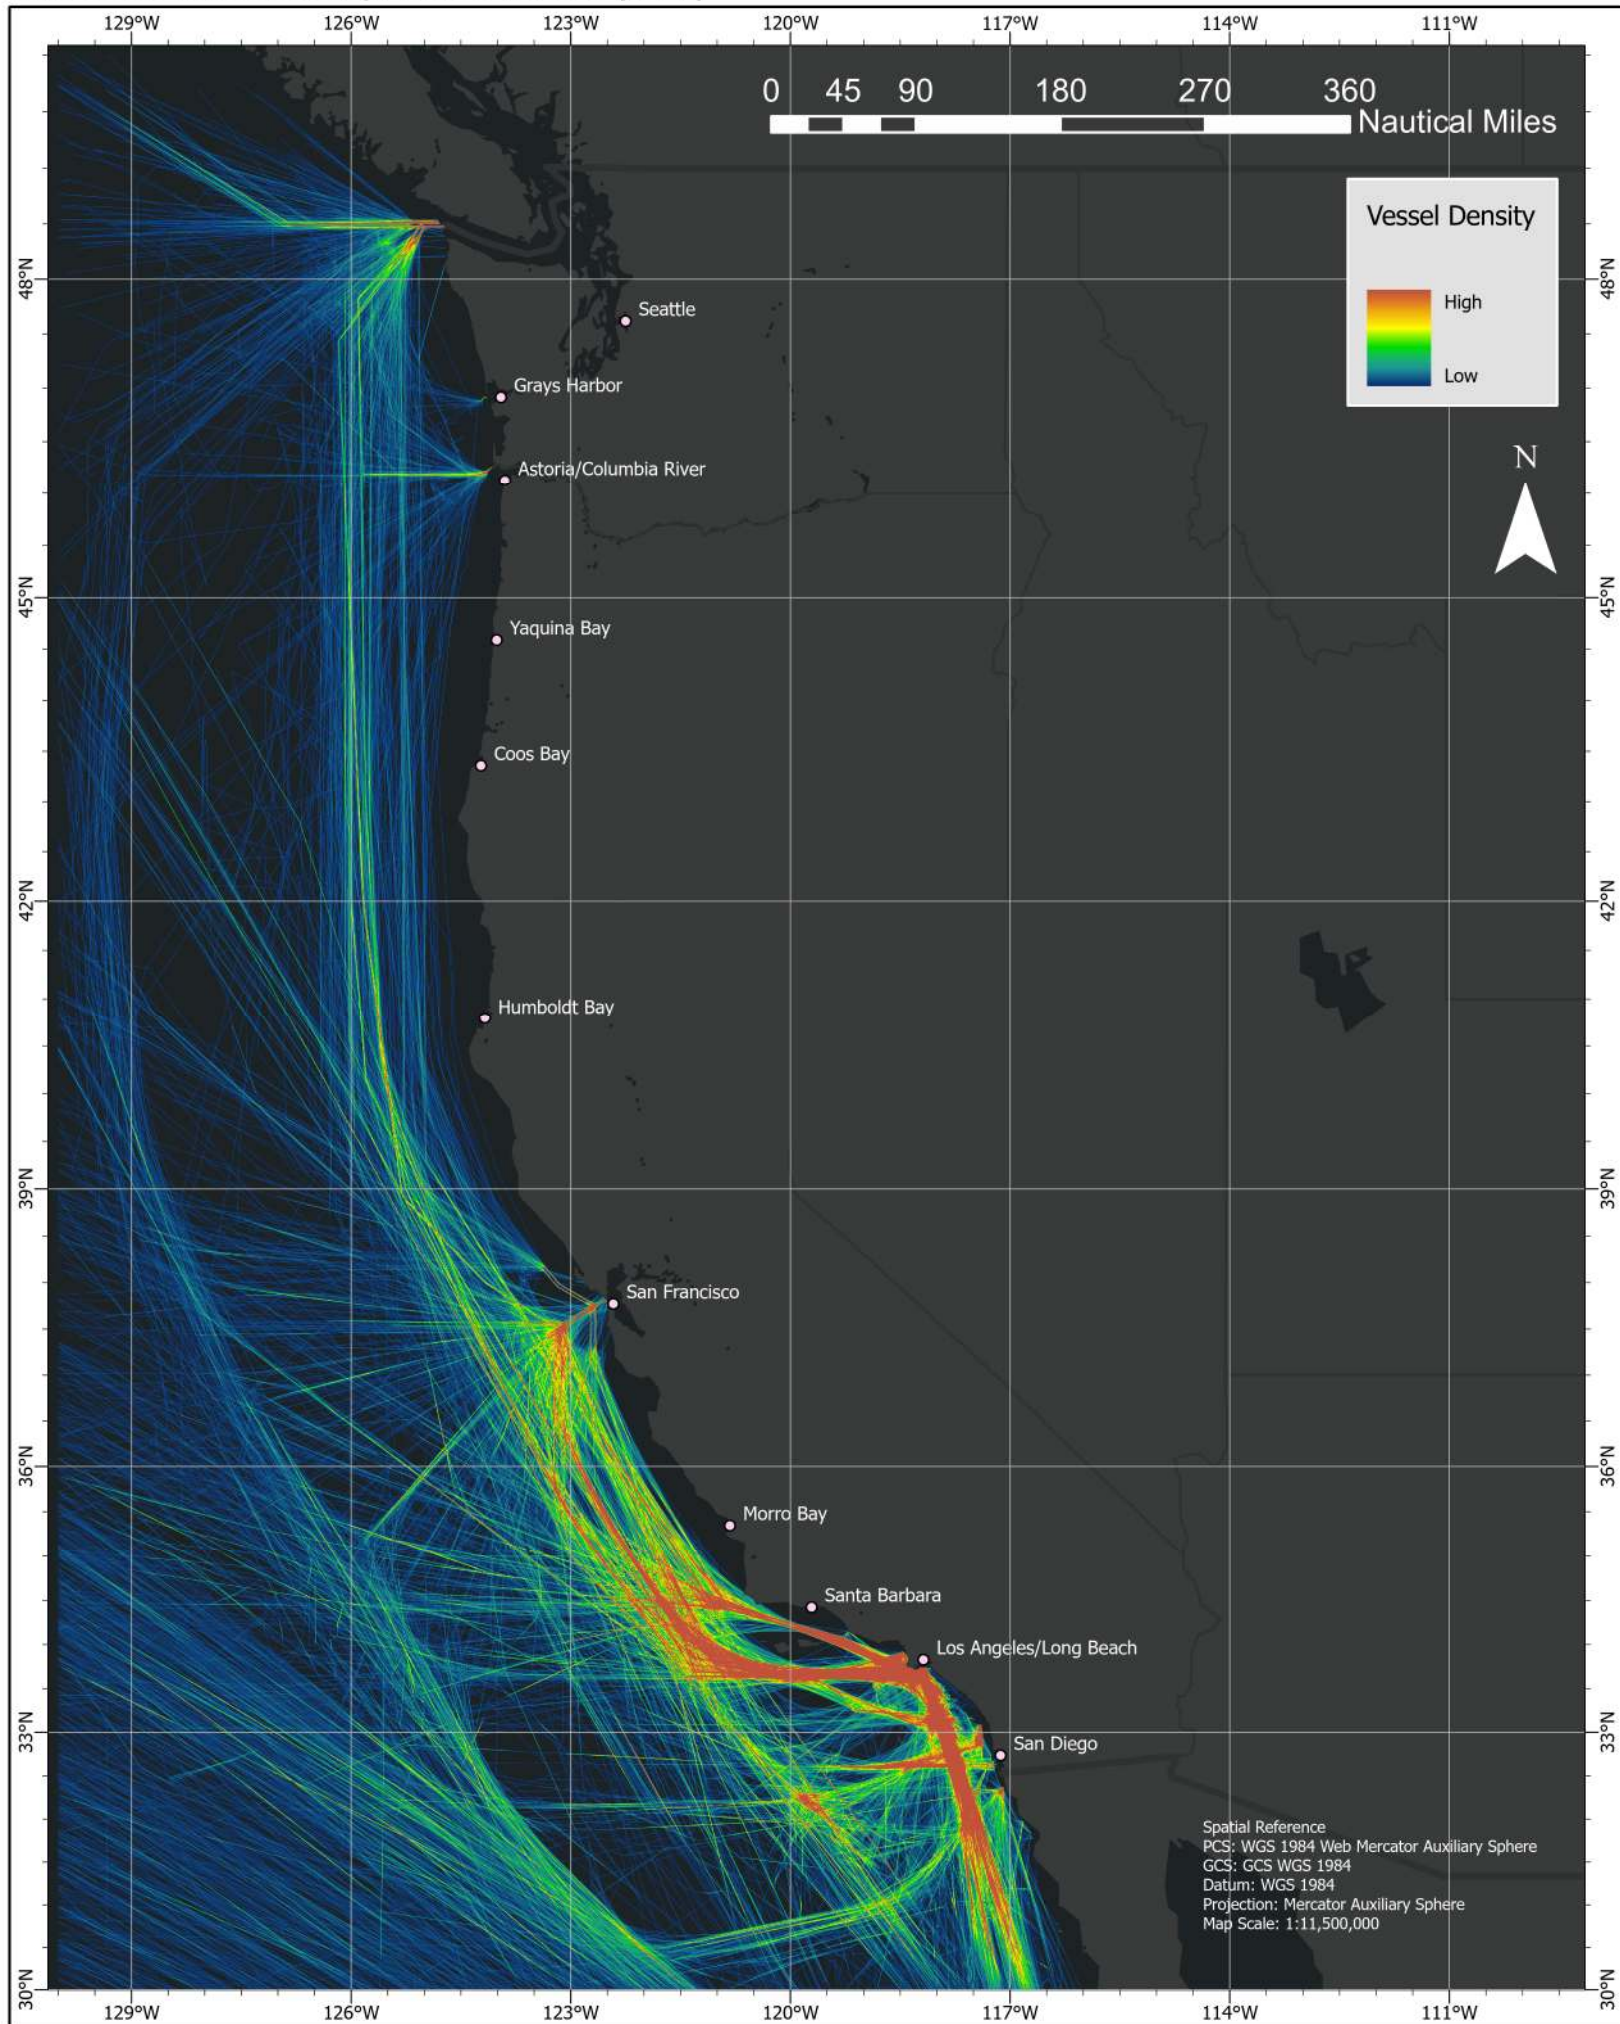 129°W 126°W 123°W 120°W 117°W 114°W 111°W
0 45 90 180 270 360
Nautical Miles
Vessel Density
High
Low
48°N 48°N
Seattle
Grays Harbor
N
Astoria/Columbia River
45°N 45°N
Yaquina Bay
Coos Bay
42°N 42°N
Humboldt Bay
39°N 39°N
San Francisco
36°N 36°N
Morro Bay
Santa Barbara
Los Angeles/Long Beach
33°N 33°N
San Diego
Spatial Reference
PCS: WGS 1984 Web Mercator Auxiliary Sphere
GCS: GCS WGS 1984
Datum: WGS 1984
Projection: Mercator Auxiliary Sphere
Map Scale: 1:11,500,000
30°N 30°N
129°W 126°W 123°W 120°W 117°W 114°W 111°W